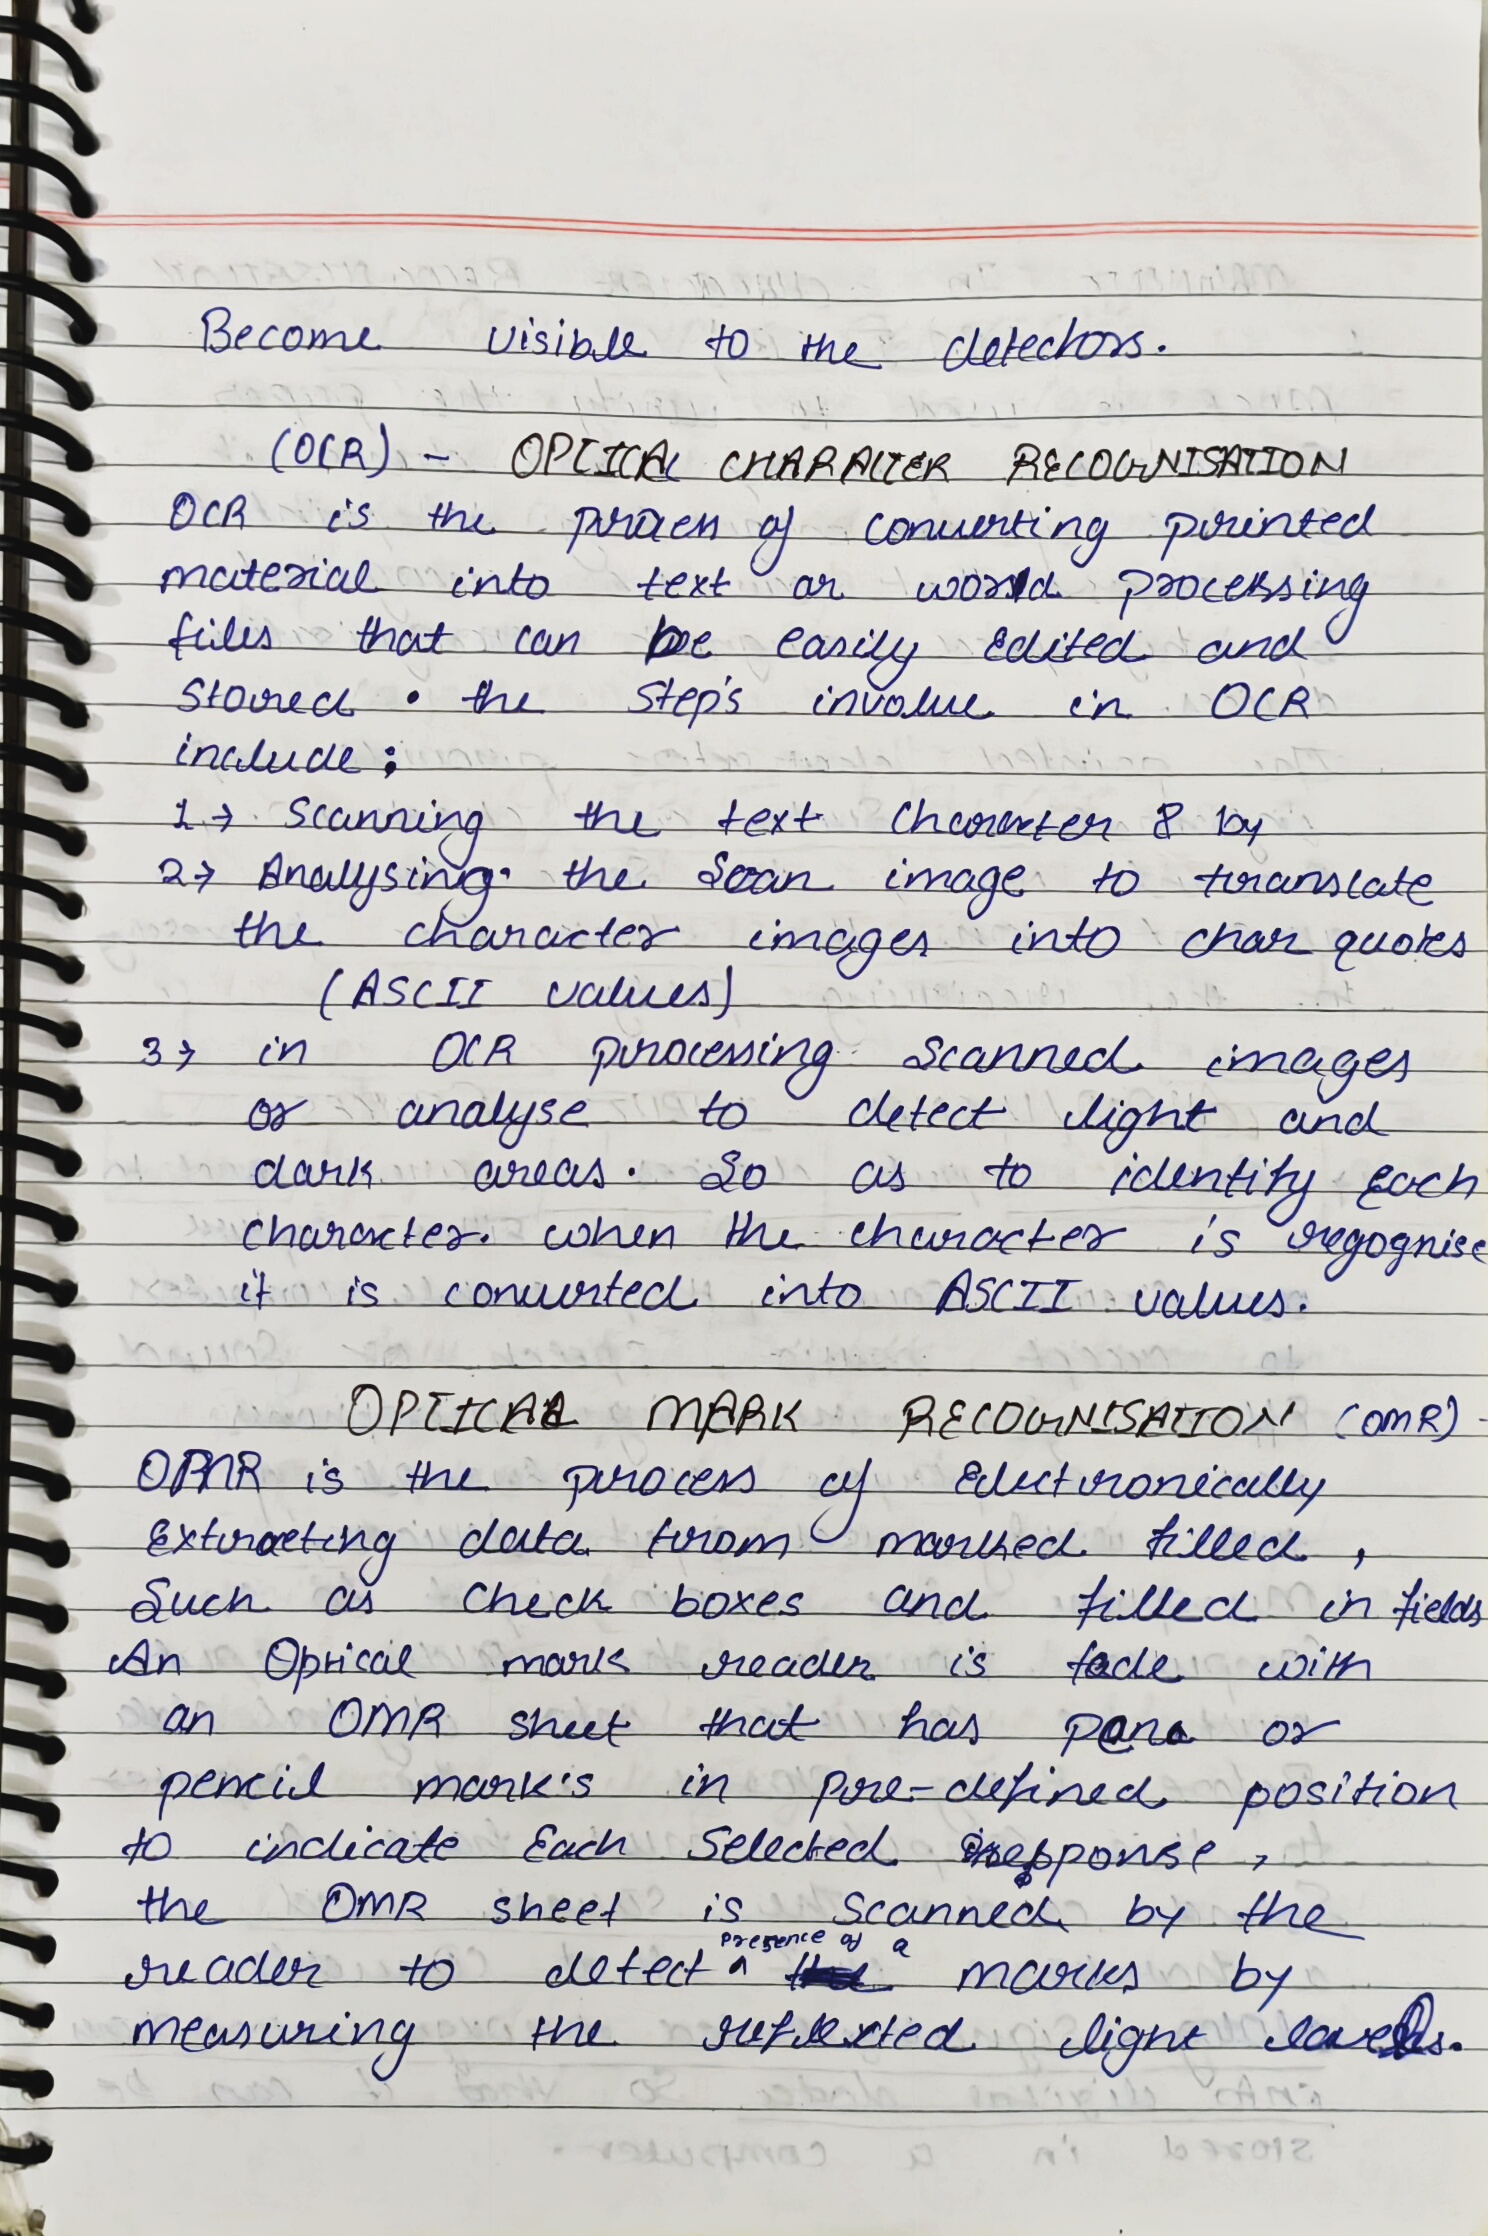 Become visible to the detectors.
(OCR) - OPTICAL CHARACTER RECOGNISATION
OCR is the process of converting printed
material into text or world processing
files that can be easily Edited and
Stored . the Step's involve in OCR
include ;
1 → Scanning the text Character & by
2 → Analysing. the Scan image to translate
the character images into char quotes
(ASCII values)
3 → in OCR processing Scanned images
or analyse to detect light and
dark areas. So as to identify Each
character. when the character is regognise
it is converted into ASCII values.
OPTICAL MARK RECOGNISATION (OMR) -
OMR is the process of Electronically
Extracting data from marked filled ,
Such as Check boxes and filled in fields
An Optical mark reader is fade with
an OMR sheet that has pen or
pencil mark's in pre-defined position
to indicate Each Selected response ,
the OMR sheet is Scanned by the
presence of a
reader to detect ^ marks by
measuring the reflexted light levels.